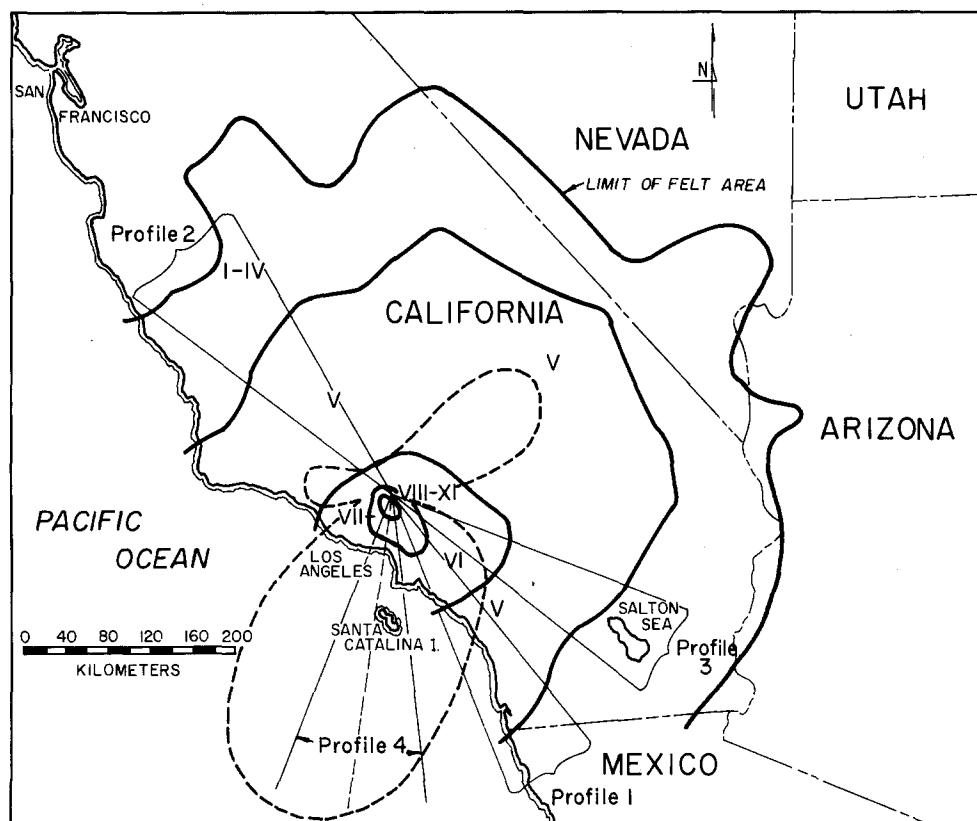 SAN
FRANCISCO
N
UTAH
NEVADA
LIMIT OF FELT AREA
Profile 2
I-IV
CALIFORNIA
V
V
ARIZONA
VIII-XI
VII
PACIFIC
OCEAN
LOS
ANGELES
VI
V
SALTON
SEA
SANTA
CATALINA I.
Profile
3
0 40 80 120 160 200
KILOMETERS
Profile 4
MEXICO
Profile I